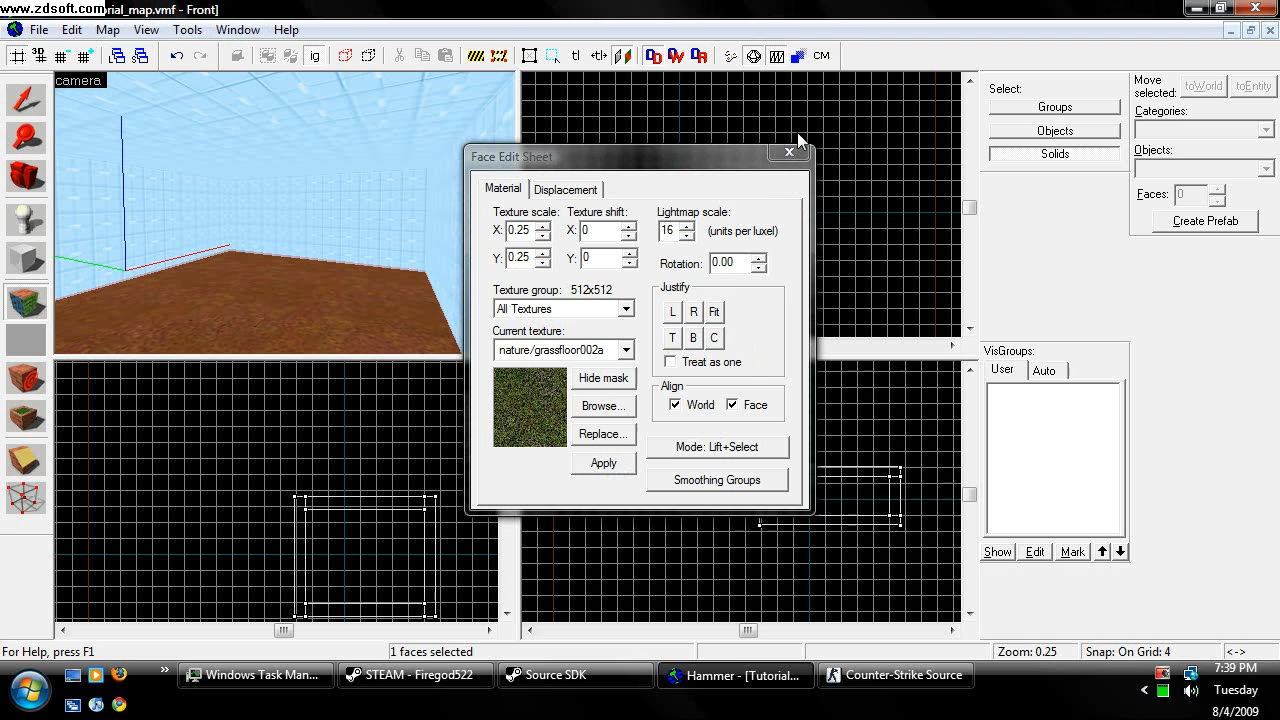 www.zdsoft.com
orial_map.vmf - Front]
File Edit View Tools Window Help
3D
ig
tl
CM
camera
Face Edit Sheet
Material Displacement
Texture scale: Texture shift: Lightmap scale:
X: 0.25 X: 0 16 (units per luxel)
Y: 0.25 Y: 0 Rotation: 0.00
Texture group: 512x512
All Textures
Current texture:
nature/grassfloor002a
Hide mask
Browse...
Replace...
Apply
Justify
L R Fit
T B C
Treat as one
Align
World Face
Mode: Lift+Select
Smoothing Groups
Select:
Groups
Objects
Solids
Move selected: toWorld toEntity
Categories:
Objects:
Faces: 0
Create Prefab
VisGroups:
User Auto
Show Edit Mark
For Help, press F1
1 faces selected
Zoom: 0.25
Snap: On Grid: 4
<->
Windows Task Man...
STEAM - Firegod522
Source SDK
Hammer - [Tutorial...
Counter-Strike Source
7:39 PM
Tuesday
8/4/2009